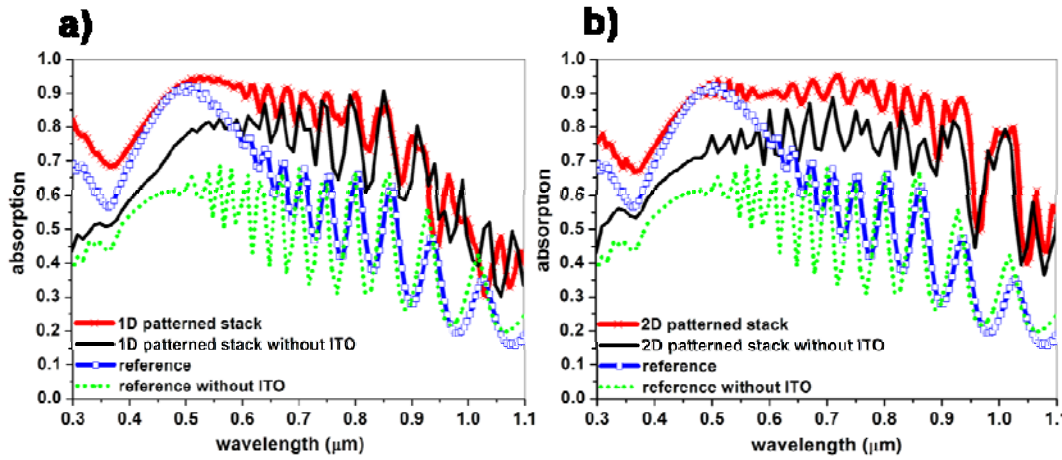 a)
1.0
0.9
0.8
0.7
0.6
0.5
0.4
0.3
0.2
0.1
0.0
absorption
1D patterned stack
1D patterned stack without ITO
reference
reference without ITO
0.3 0.4 0.5 0.6 0.7 0.8 0.9 1.0 1.1
wavelength (μm)
b)
1.0
0.9
0.8
0.7
0.6
0.5
0.4
0.3
0.2
0.1
0.0
absorption
2D patterned stack
2D patterned stack without ITO
reference
reference without ITO
0.3 0.4 0.5 0.6 0.7 0.8 0.9 1.0 1.1
wavelength (μm)